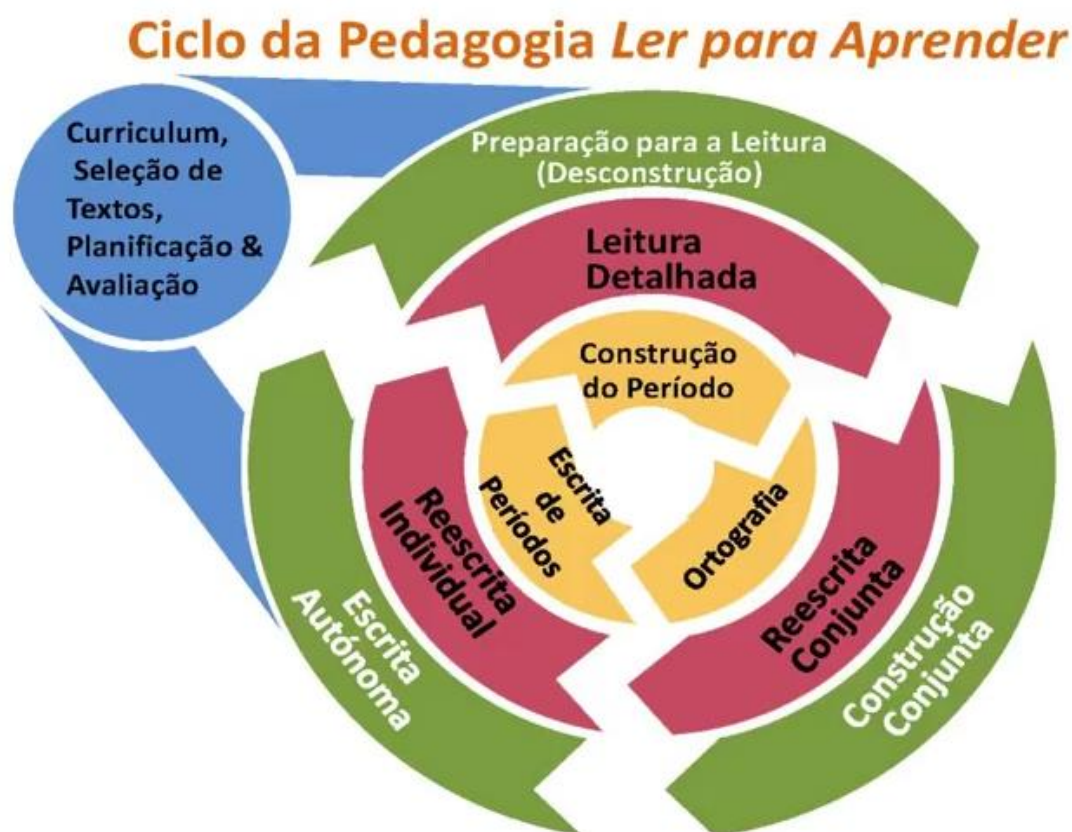 Ciclo da Pedagogia Ler para Aprender
Curriculum,
Seleção de
Textos,
Planificação &
Avaliação
Preparação para a Leitura
(Desconstrução)
Leitura
Detalhada
Construção
do Período
Escrita
de
Períodos
Ortografia
Reescrita
Individual
Reescrita
Conjunta
Escrita
Autónoma
Construção
Conjunta